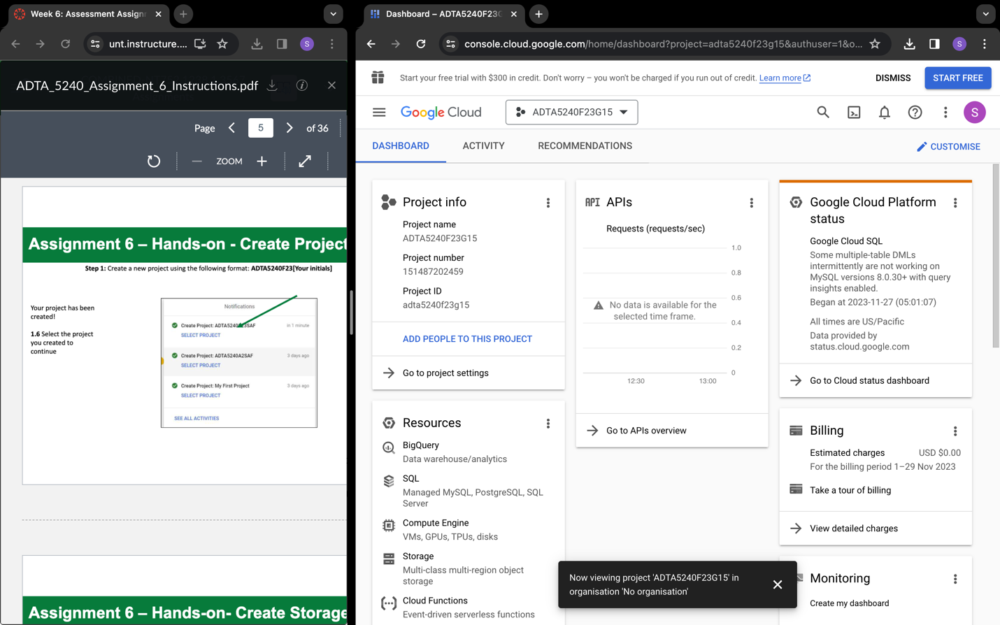 Week 6: Assessment Assign
unt.instructure....
S
ADTA_5240_Assignment_6_Instructions.pdf
Page
5
of 36
ZOOM
Assignment 6 – Hands-on - Create Project
Step 1: Create a new project using the following format: ADTA5240F23[Your initials]
Your project has been
created!
1.6 Select the project
you created to
continue
Notifications
Create Project: ADTA5240F23SAF
in 1 minute
SELECT PROJECT
Create Project: ADTA5240A2SAF
3 days ago
SELECT PROJECT
Create Project: My First Project
3 days ago
SELECT PROJECT
SEE ALL ACTIVITIES
Assignment 6 – Hands-on- Create Storage
Dashboard – ADTA5240F23G
console.cloud.google.com/home/dashboard?project=adta5240f23g15&authuser=1&o...
S
Start your free trial with $300 in credit. Don't worry – you won't be charged if you run out of credit. Learn more
DISMISS
START FREE
Google Cloud
ADTA5240F23G15
S
DASHBOARD
ACTIVITY
RECOMMENDATIONS
CUSTOMISE
Project info
Project name
ADTA5240F23G15
Project number
151487202459
Project ID
adta5240f23g15
ADD PEOPLE TO THIS PROJECT
Go to project settings
Resources
BigQuery
Data warehouse/analytics
SQL
Managed MySQL, PostgreSQL, SQL
Server
Compute Engine
VMs, GPUs, TPUs, disks
Storage
Multi-class multi-region object
storage
Cloud Functions
Event-driven serverless functions
API
APIs
Requests (requests/sec)
1.0
0.8
0.6
0.4
0.2
0
No data is available for the
selected time frame.
12:30
13:00
Go to APIs overview
Google Cloud Platform
status
Google Cloud SQL
Some multiple-table DMLs
intermittently are not working on
MySQL versions 8.0.30+ with query
insights enabled.
Began at 2023-11-27 (05:01:07)
All times are US/Pacific
Data provided by
status.cloud.google.com
Go to Cloud status dashboard
Billing
Estimated charges
USD $0.00
For the billing period 1–29 Nov 2023
Take a tour of billing
View detailed charges
Monitoring
Create my dashboard
Now viewing project 'ADTA5240F23G15' in
organisation 'No organisation'